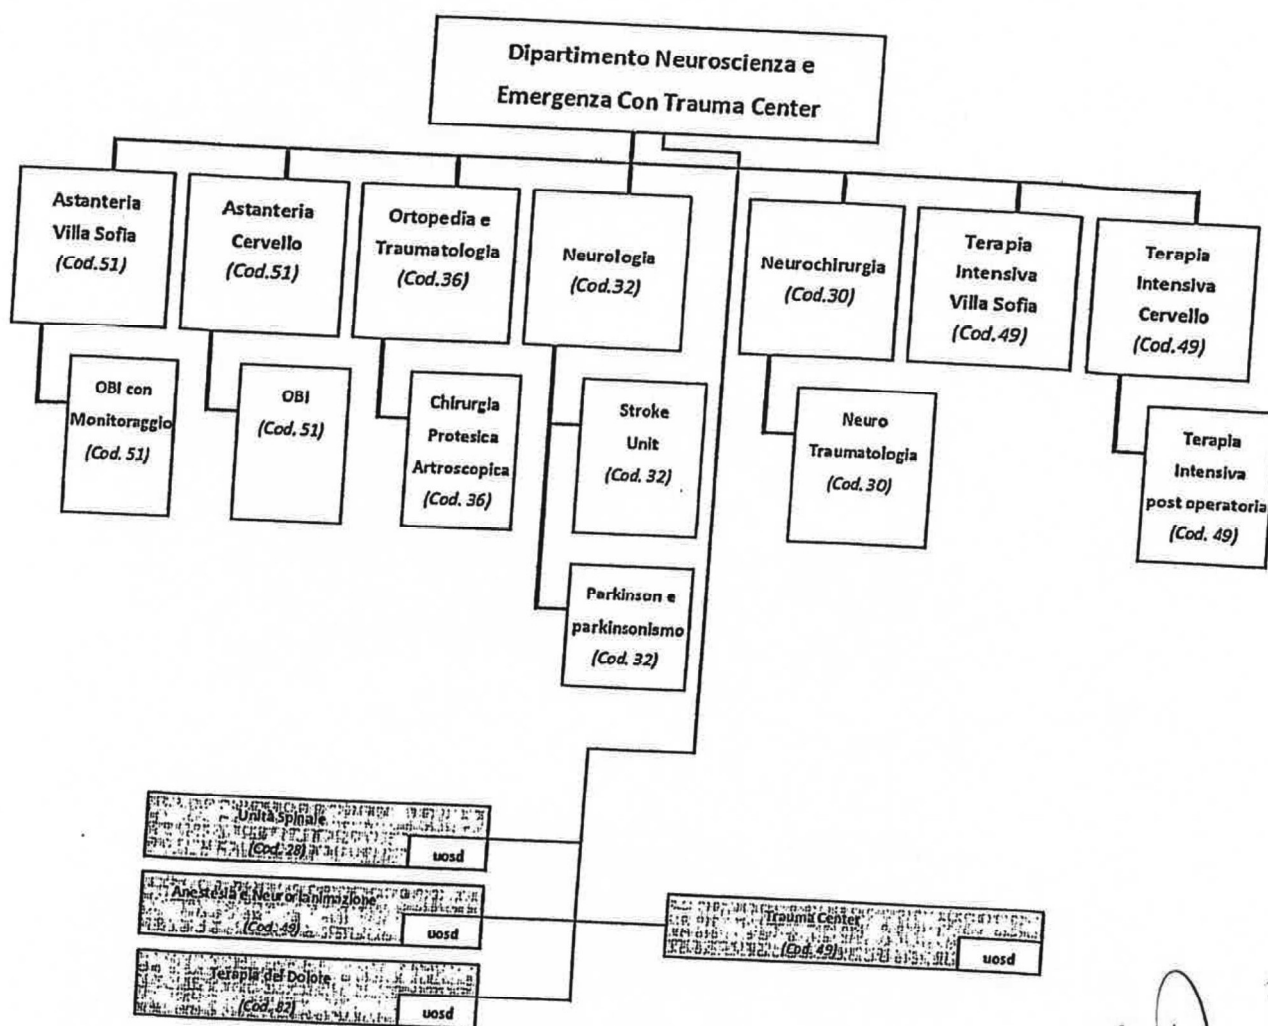 Dipartimento Neuroscienza e
Emergenza Con Trauma Center
Astanteria
Villa Sofia
(Cod.51)
Astanteria
Cervello
(Cod.51)
Ortopedia e
Traumatologia
(Cod.36)
Neurologia
(Cod.32)
Neurochirurgia
(Cod.30)
Terapia
Intensiva
Villa Sofia
(Cod.49)
Terapia
Intensiva
Cervello
(Cod.49)
OBI con
Monitoraggio
(Cod. 51)
OBI
(Cod. 51)
Chirurgia
Protesica
Artroscopica
(Cod. 36)
Stroke
Unit
(Cod. 32)
Neuro
Traumatologia
(Cod.30)
Terapia
Intensiva
post operatoria
(Cod. 49)
Parkinson e
parkinsonismo
(Cod. 32)
Unità Spinale
(Cod. 28)
uosd
Anestesia e Neurorianimazione
(Cod. 49)
uosd
Trauma Center
(Cod. 49)
uosd
Terapia del Dolore
(Cod. 82)
uosd